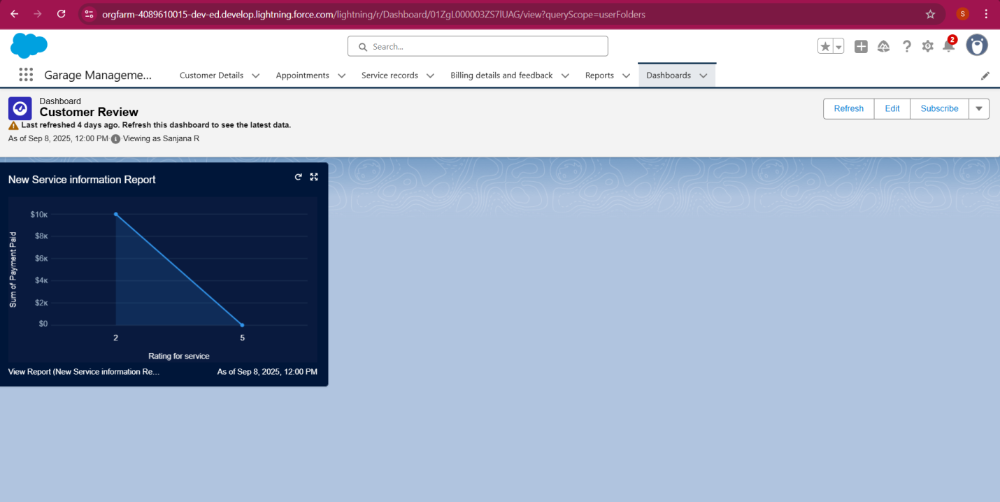 orgfarm-4089610015-dev-ed.develop.lightning.force.com/lightning/r/Dashboard/01ZgL000003ZS7lUAG/view?queryScope=userFolders
S
Search...
2
Garage Manageme...
Customer Details
Appointments
Service records
Billing details and feedback
Reports
Dashboards
Dashboard
Customer Review
Last refreshed 4 days ago. Refresh this dashboard to see the latest data.
As of Sep 8, 2025, 12:00 PM·Viewing as Sanjana R
Refresh
Edit
Subscribe
New Service information Report
Sum of Payment Paid
$10K
$8K
$6K
$4K
$2K
$0
2
5
Rating for service
View Report (New Service information Re...
As of Sep 8, 2025, 12:00 PM